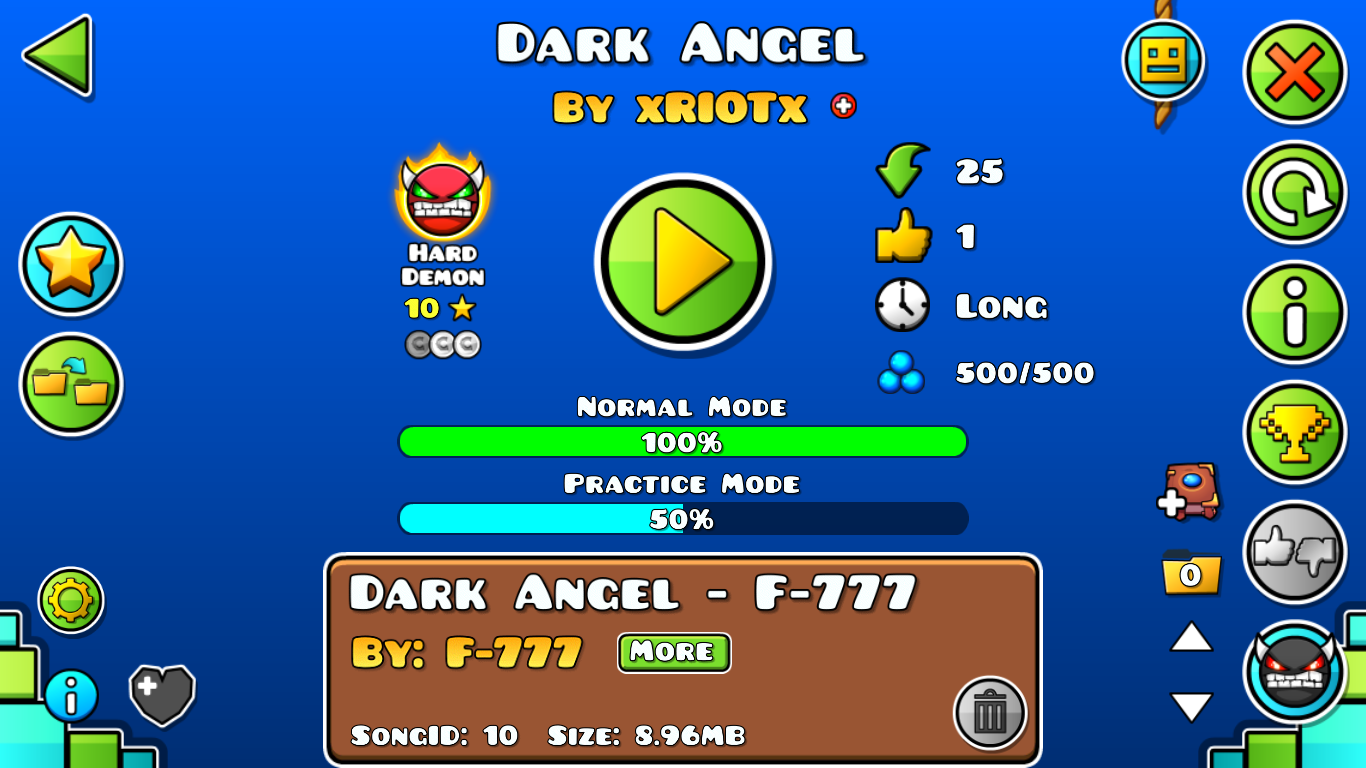 Dark Angel
By xRIOTx
25
1
Long
500/500
Hard
Demon
10
Normal Mode
100%
Practice Mode
50%
Dark Angel - F-777
By: F-777
More
SongID: 10 Size: 8.96MB
0